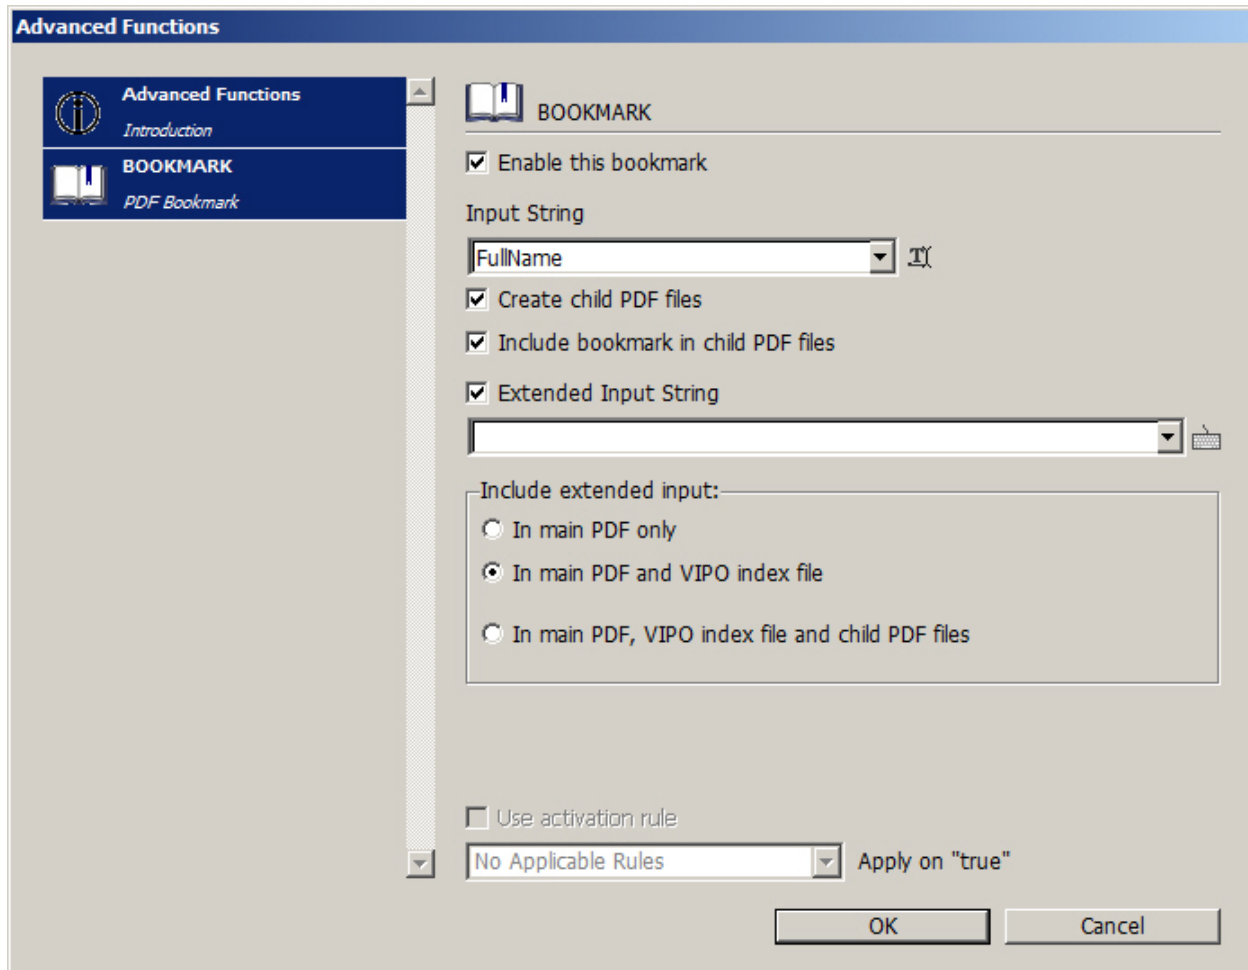 Advanced Functions
Advanced Functions
Introduction
BOOKMARK
PDF Bookmark
BOOKMARK
Enable this bookmark
Input String
FullName
Create child PDF files
Include bookmark in child PDF files
Extended Input String
Include extended input:
In main PDF only
In main PDF and VIPO index file
In main PDF, VIPO index file and child PDF files
Use activation rule
No Applicable Rules Apply on "true"
OK Cancel